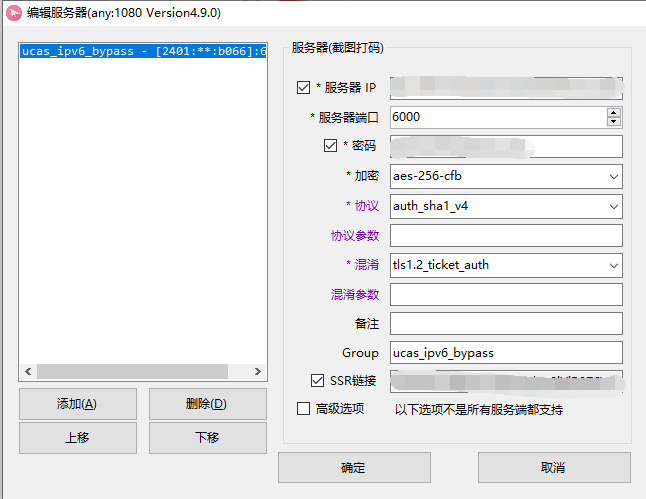 编辑服务器(any:1080 Version4.9.0)
ucas_ipv6_bypass - [2401:**:b066]:6
服务器(截图打码)
* 服务器 IP
* 服务器端口 6000
* 密码
* 加密 aes-256-cfb
* 协议 auth_sha1_v4
协议参数
* 混淆 tls1.2_ticket_auth
混淆参数
备注
Group ucas_ipv6_bypass
SSR链接
高级选项 以下选项不是所有服务端都支持
添加(A) 删除(D)
上移 下移
确定 取消